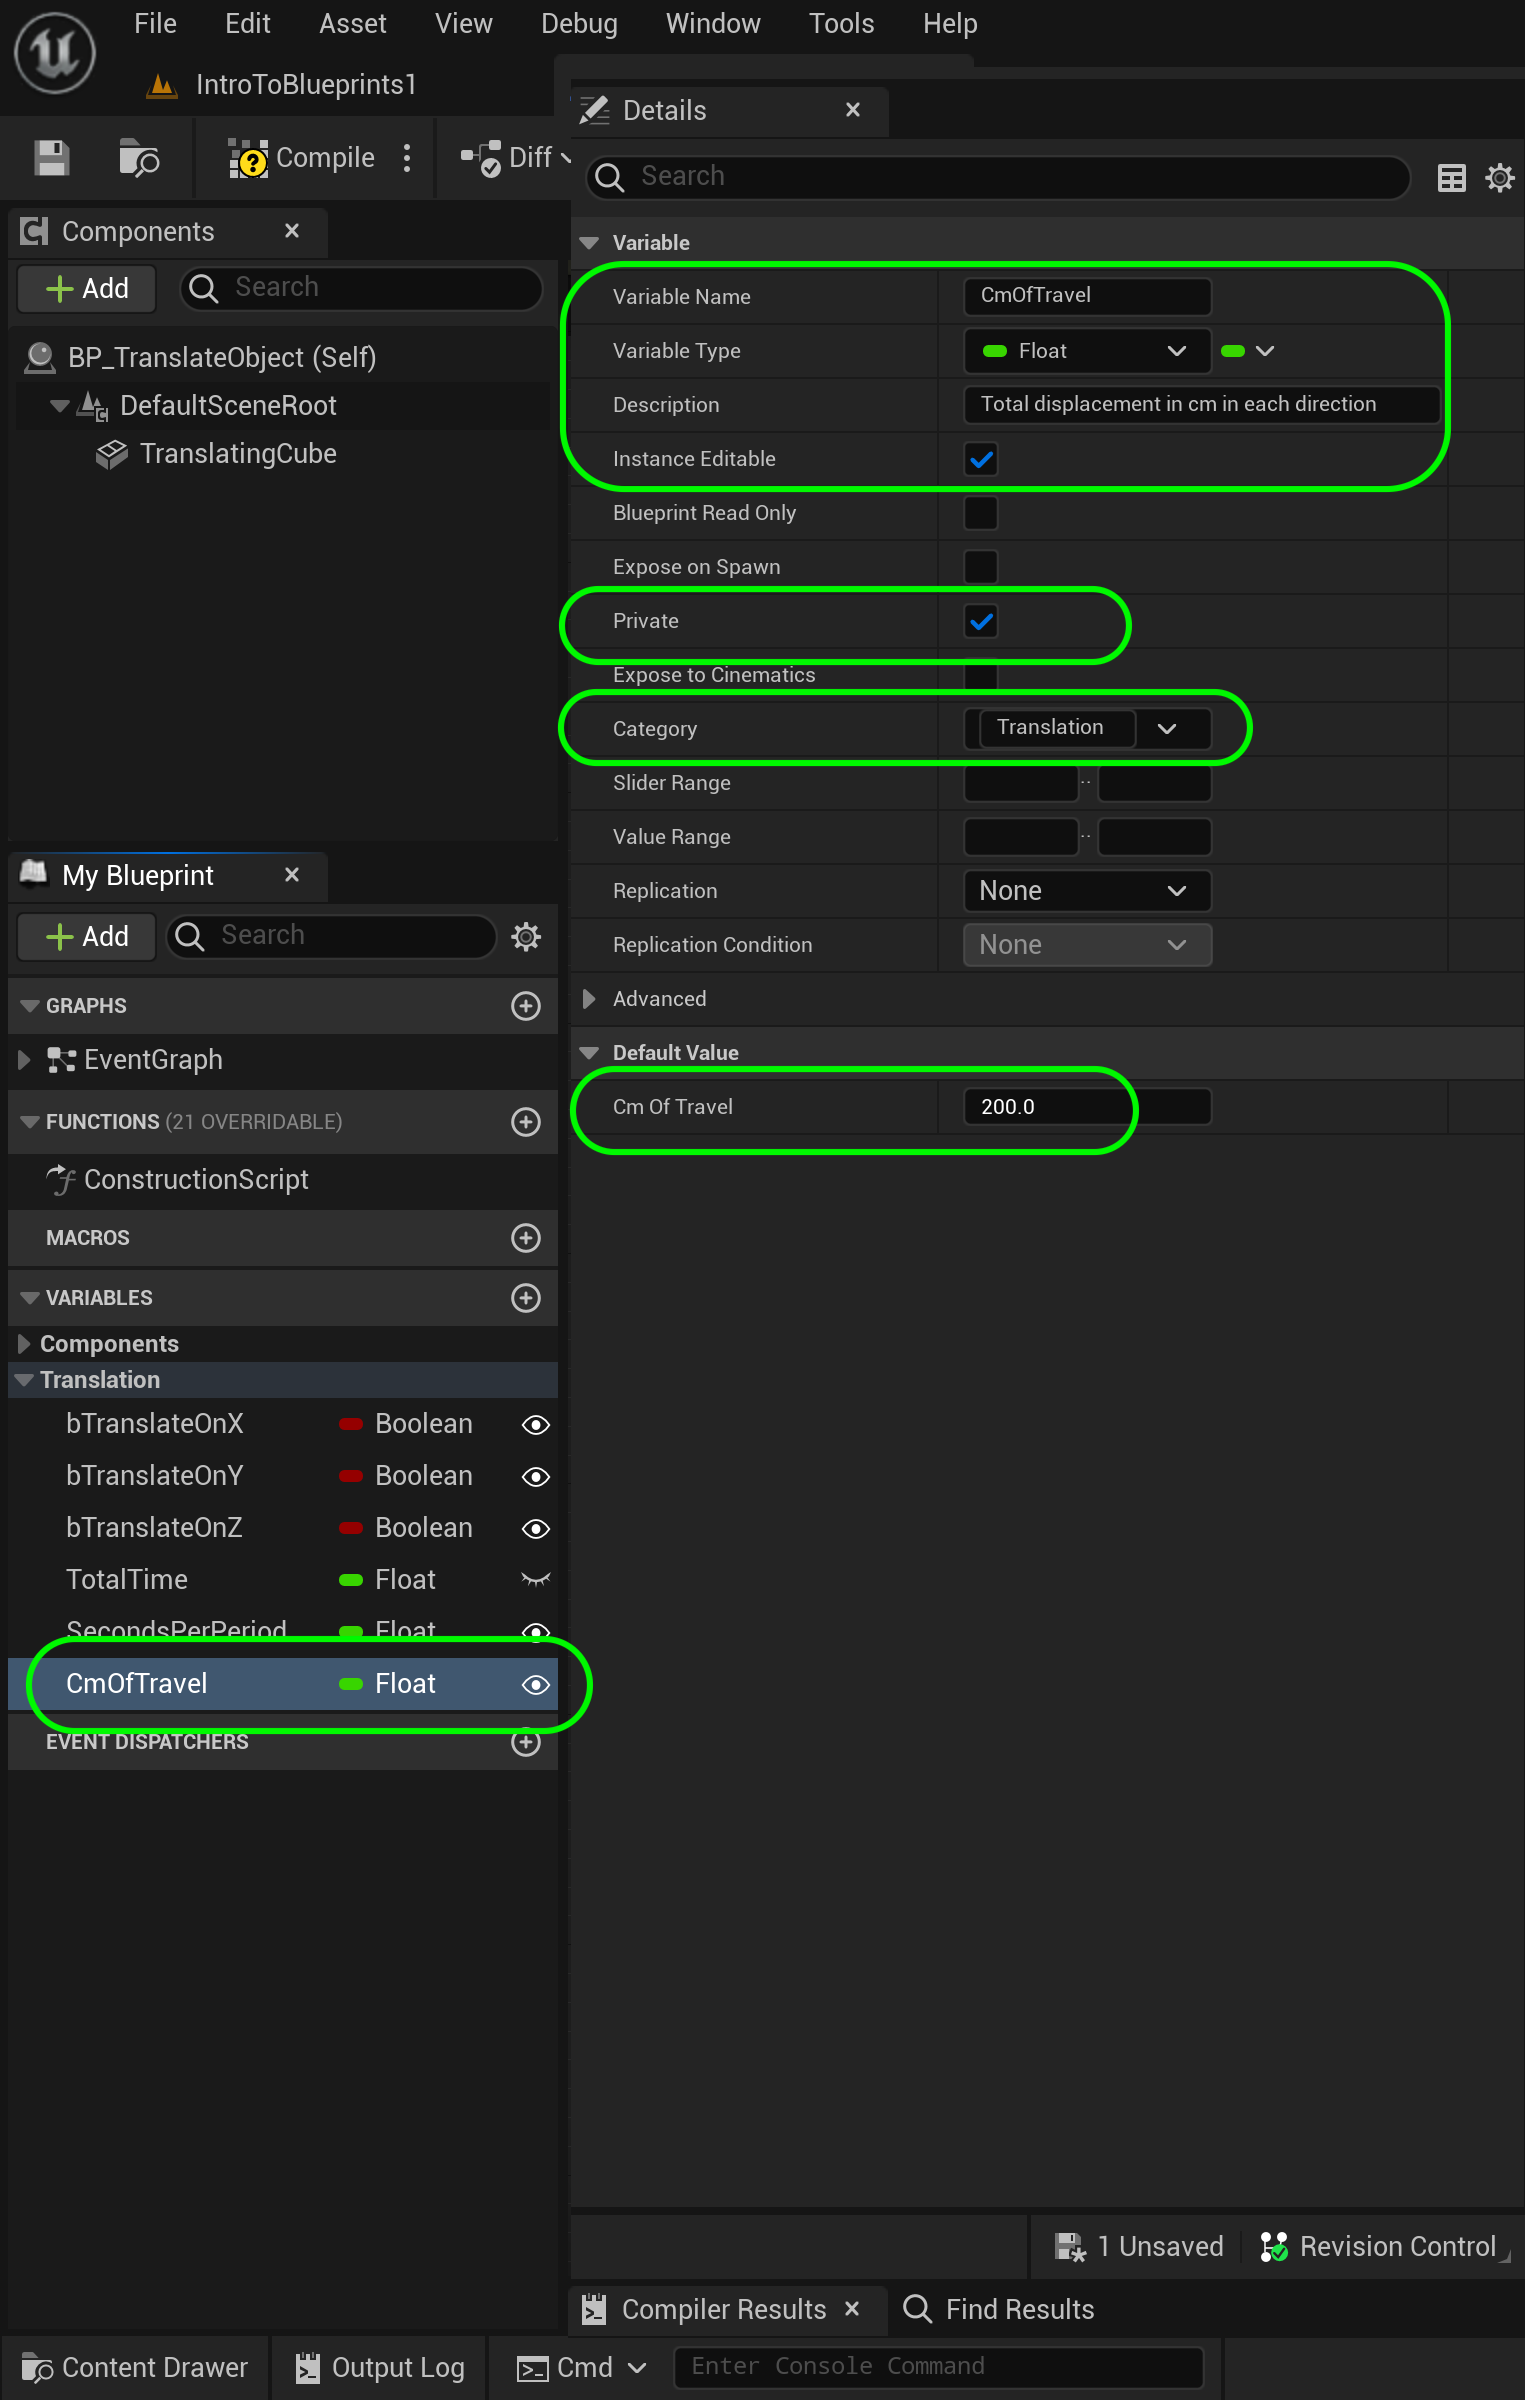 File Edit Asset View Debug Window Tools Help
IntroToBlueprints1
Compile
Diff
Components
Add
Search
BP_TranslateObject (Self)
DefaultSceneRoot
TranslatingCube
My Blueprint
Add
Search
GRAPHS
EventGraph
FUNCTIONS (21 OVERRIDABLE)
ConstructionScript
MACROS
VARIABLES
Components
Translation
bTranslateOnX Boolean
bTranslateOnY Boolean
bTranslateOnZ Boolean
TotalTime Float
SecondsPerPeriod Float
CmOfTravel Float
EVENT DISPATCHERS
Details
Search
Variable
Variable Name CmOfTravel
Variable Type Float
Description Total displacement in cm in each direction
Instance Editable
Blueprint Read Only
Expose on Spawn
Private
Expose to Cinematics
Category Translation
Slider Range ..
Value Range ..
Replication None
Replication Condition None
Advanced
Default Value
Cm Of Travel 200.0
1 Unsaved Revision Control
Compiler Results Find Results
Content Drawer Output Log Cmd Enter Console Command